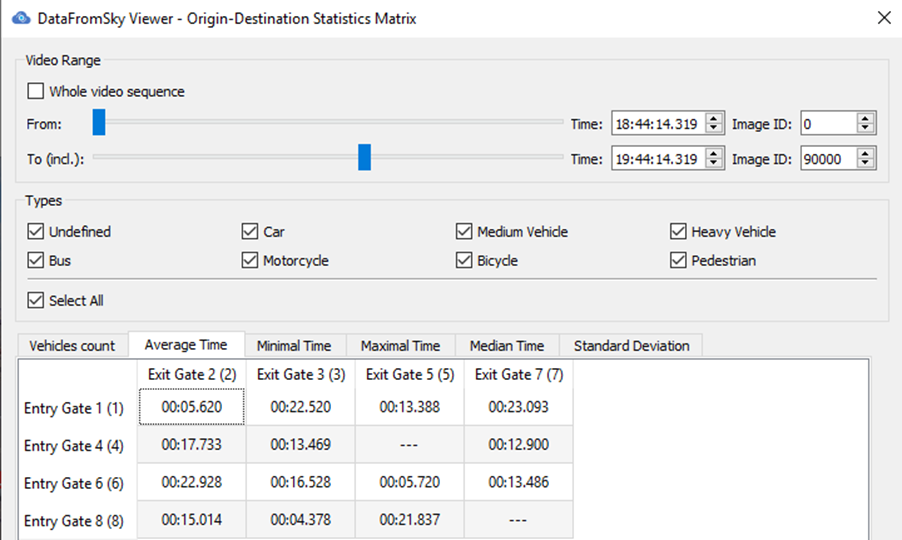 DataFromSky Viewer - Origin-Destination Statistics Matrix
Video Range
Whole video sequence
From: Time: 18:44:14.319 Image ID: 0
To (incl.): Time: 19:44:14.319 Image ID: 90000
Types
Undefined Car Medium Vehicle Heavy Vehicle
Bus Motorcycle Bicycle Pedestrian
Select All
Vehicles count Average Time Minimal Time Maximal Time Median Time Standard Deviation
Exit Gate 2 (2) Exit Gate 3 (3) Exit Gate 5 (5) Exit Gate 7 (7)
Entry Gate 1 (1) 00:05.620 00:22.520 00:13.388 00:23.093
Entry Gate 4 (4) 00:17.733 00:13.469 --- 00:12.900
Entry Gate 6 (6) 00:22.928 00:16.528 00:05.720 00:13.486
Entry Gate 8 (8) 00:15.014 00:04.378 00:21.837 ---